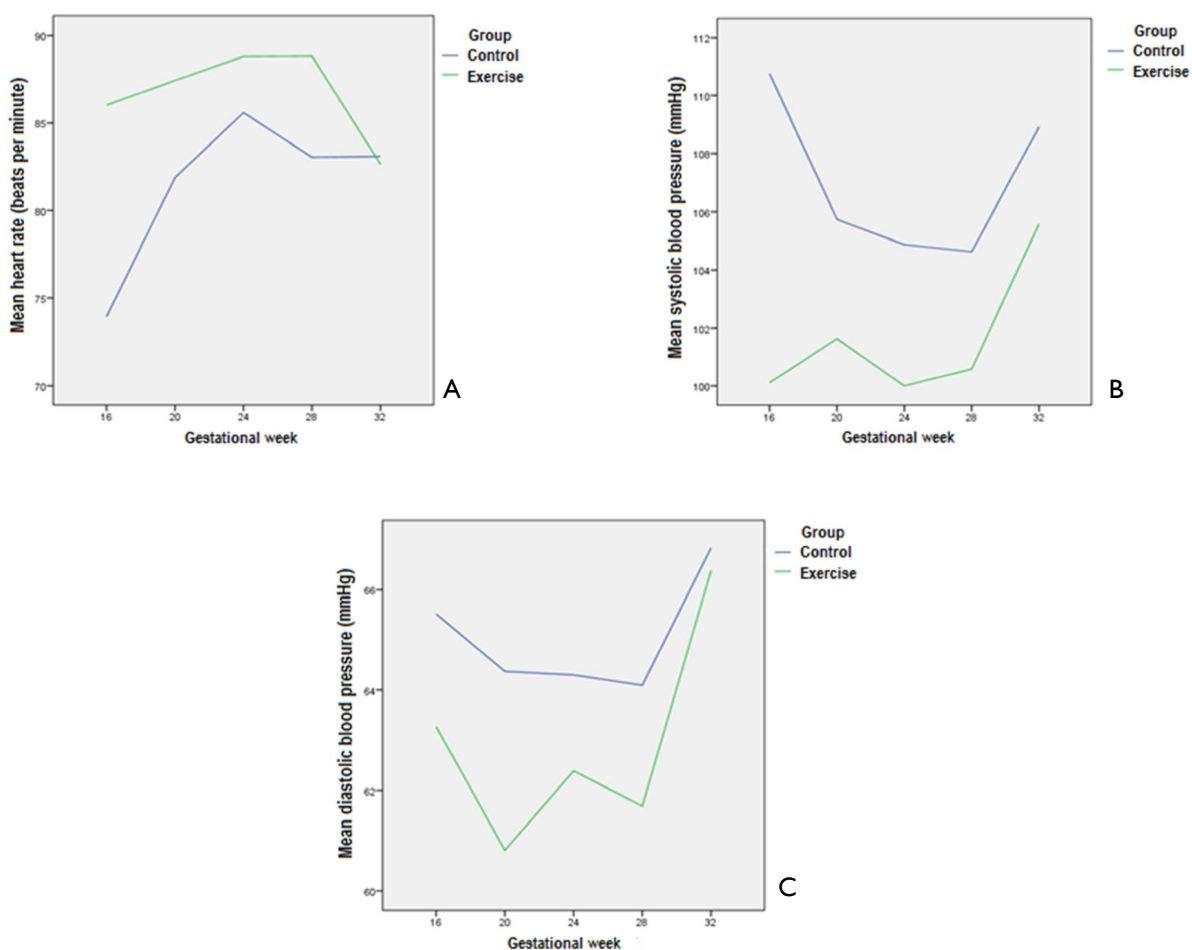 Mean heart rate (beats per minute)
90
85
80
75
70
16 20 24 28 32
Gestational week
Group
Control
Exercise
A
Mean systolic blood pressure (mmHg)
112
110
108
106
104
102
100
16 20 24 28 32
Gestational week
Group
Control
Exercise
B
Mean diastolic blood pressure (mmHg)
66
64
62
60
16 20 24 28 32
Gestational week
Group
Control
Exercise
C